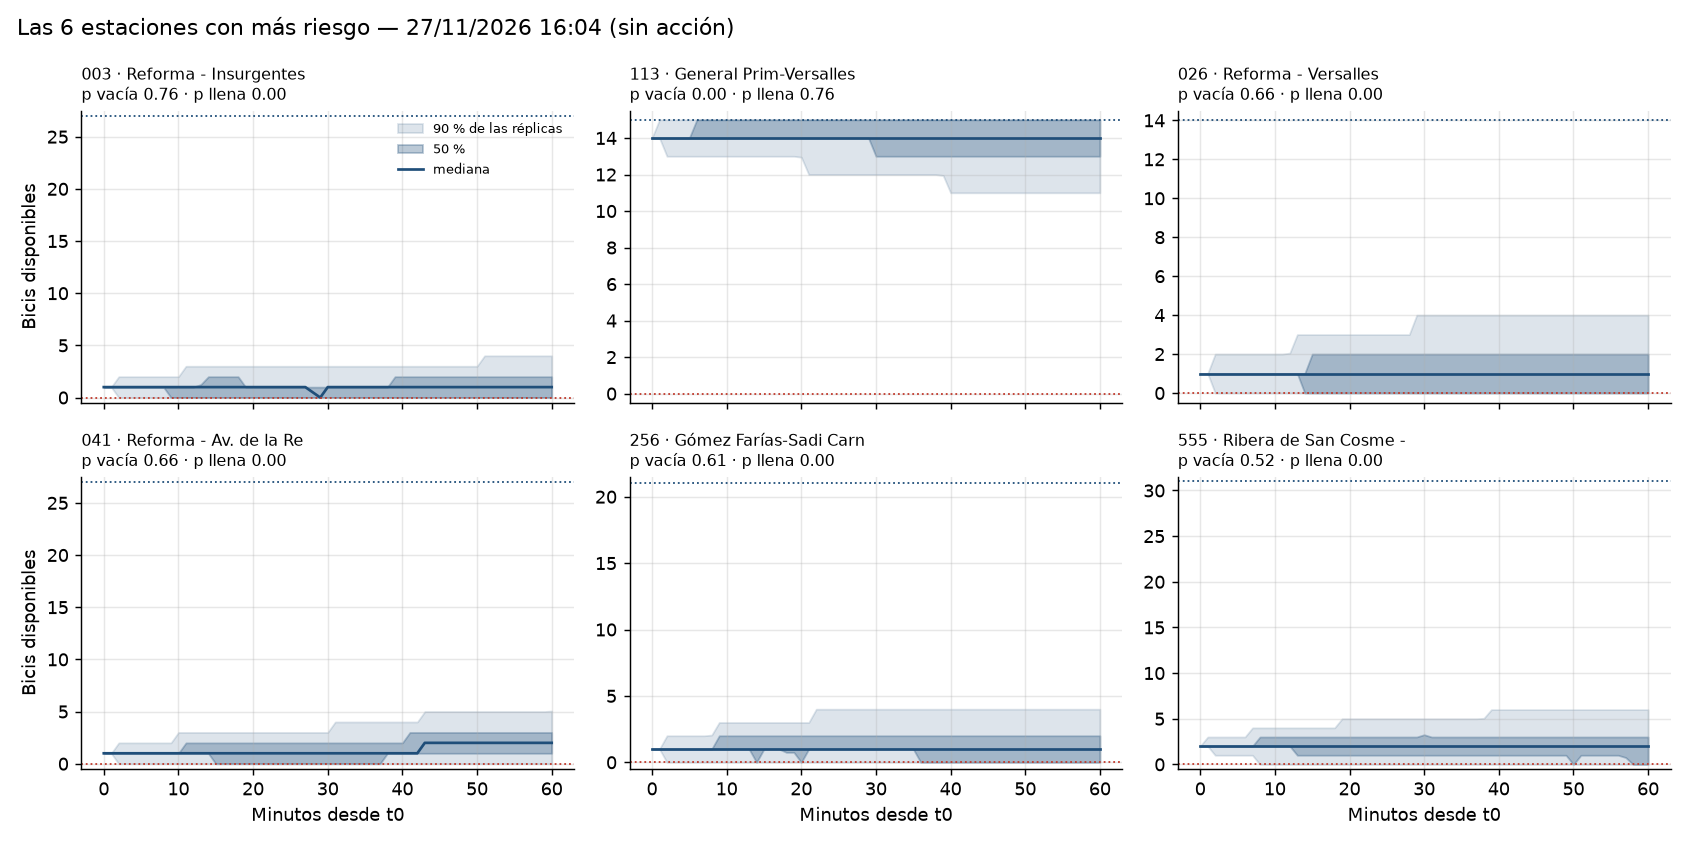 Las 6 estaciones con más riesgo — 27/11/2026 16:04 (sin acción)
003 · Reforma - Insurgentes
p vacía 0.76 · p llena 0.00
90 % de las réplicas
50 %
mediana
25
20
15
10
5
0
Bicis disponibles
113 · General Prim-Versalles
p vacía 0.00 · p llena 0.76
14
12
10
8
6
4
2
0
026 · Reforma - Versalles
p vacía 0.66 · p llena 0.00
14
12
10
8
6
4
2
0
041 · Reforma - Av. de la Re
p vacía 0.66 · p llena 0.00
25
20
15
10
5
0
Bicis disponibles
0 10 20 30 40 50 60
Minutos desde t0
256 · Gómez Farías-Sadi Carn
p vacía 0.61 · p llena 0.00
20
15
10
5
0
0 10 20 30 40 50 60
Minutos desde t0
555 · Ribera de San Cosme -
p vacía 0.52 · p llena 0.00
30
25
20
15
10
5
0
0 10 20 30 40 50 60
Minutos desde t0